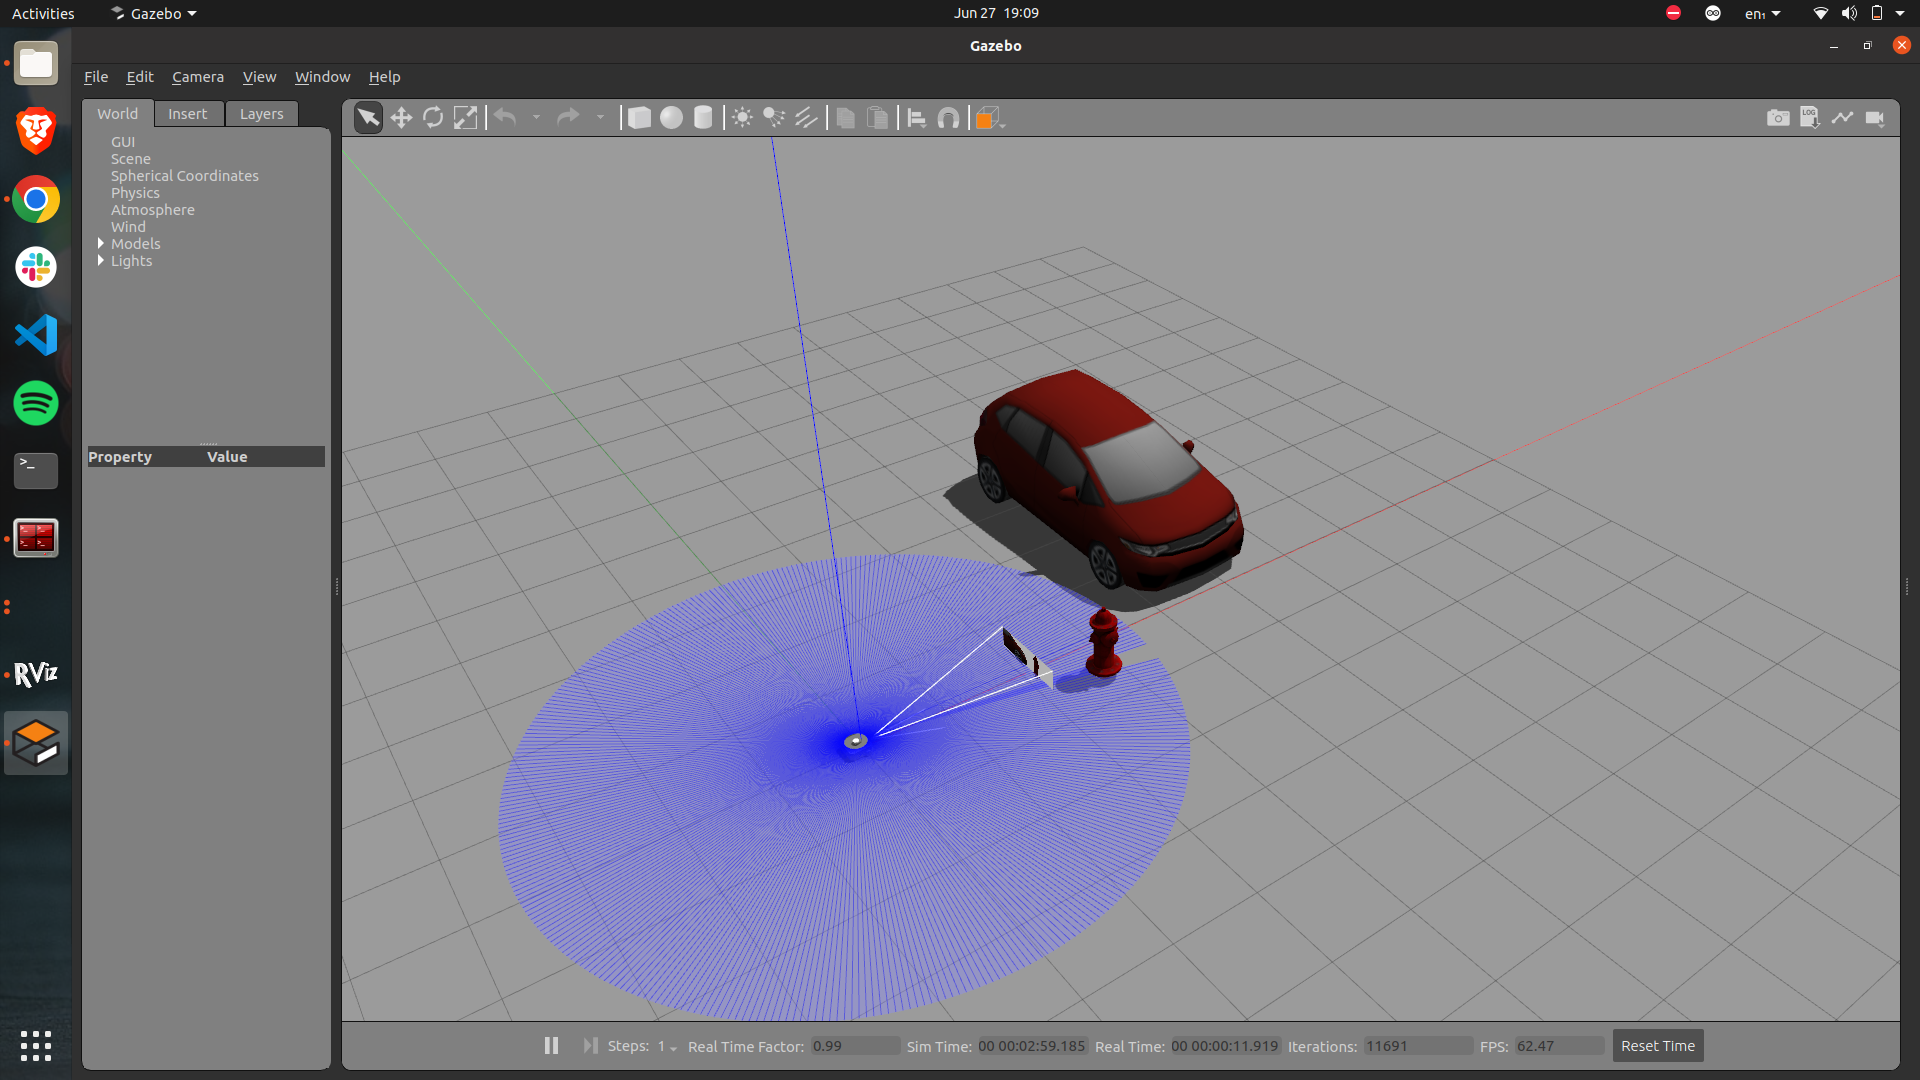 Activities Gazebo Jun 27 19:09 en₁
Gazebo
File Edit Camera View Window Help
World Insert Layers
LOG
GUI
Scene
Spherical Coordinates
Physics
Atmosphere
Wind
Models
Lights
Property Value
>_
RViz
Steps: 1 Real Time Factor: 0.99 Sim Time: 00 00:02:59.185 Real Time: 00 00:00:11.919 Iterations: 11691 FPS: 62.47 Reset Time